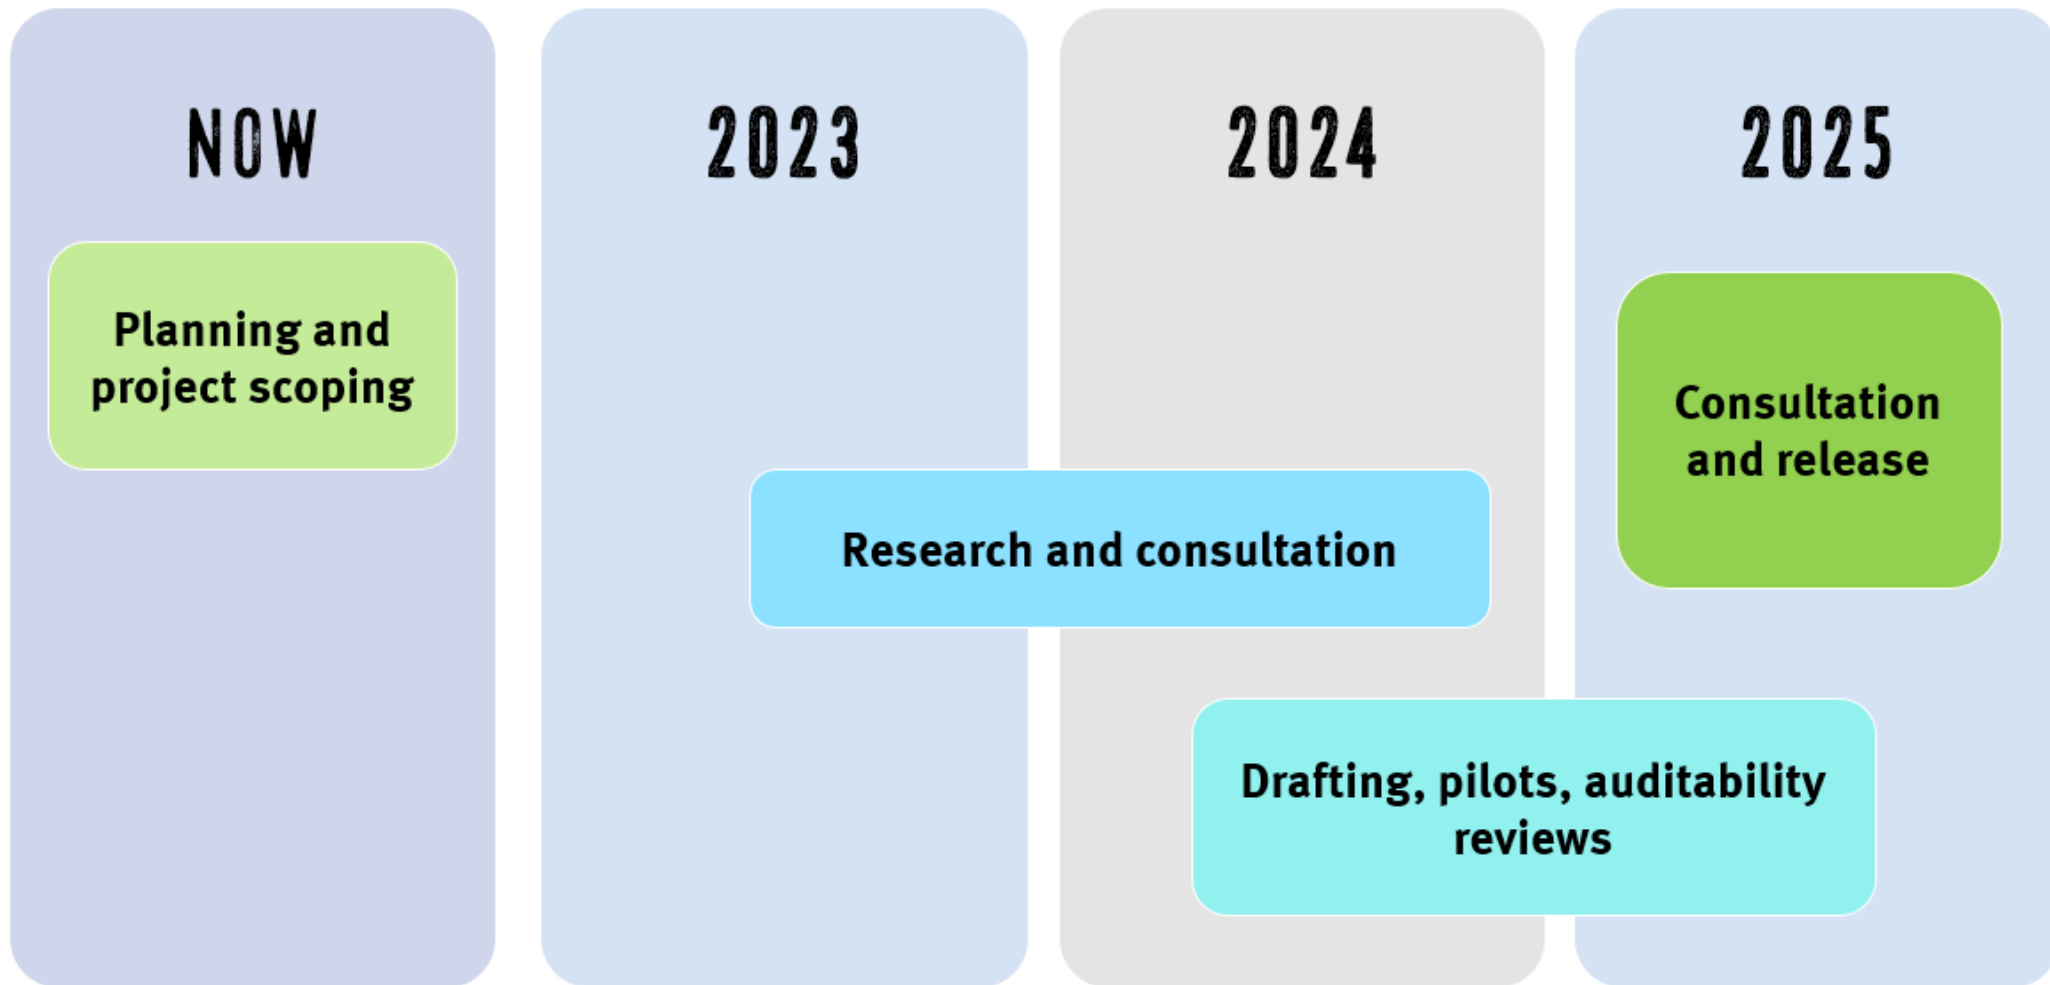 NOW
2023
2024
2025
Planning and
project scoping
Research and consultation
Drafting, pilots, auditability
reviews
Consultation
and release